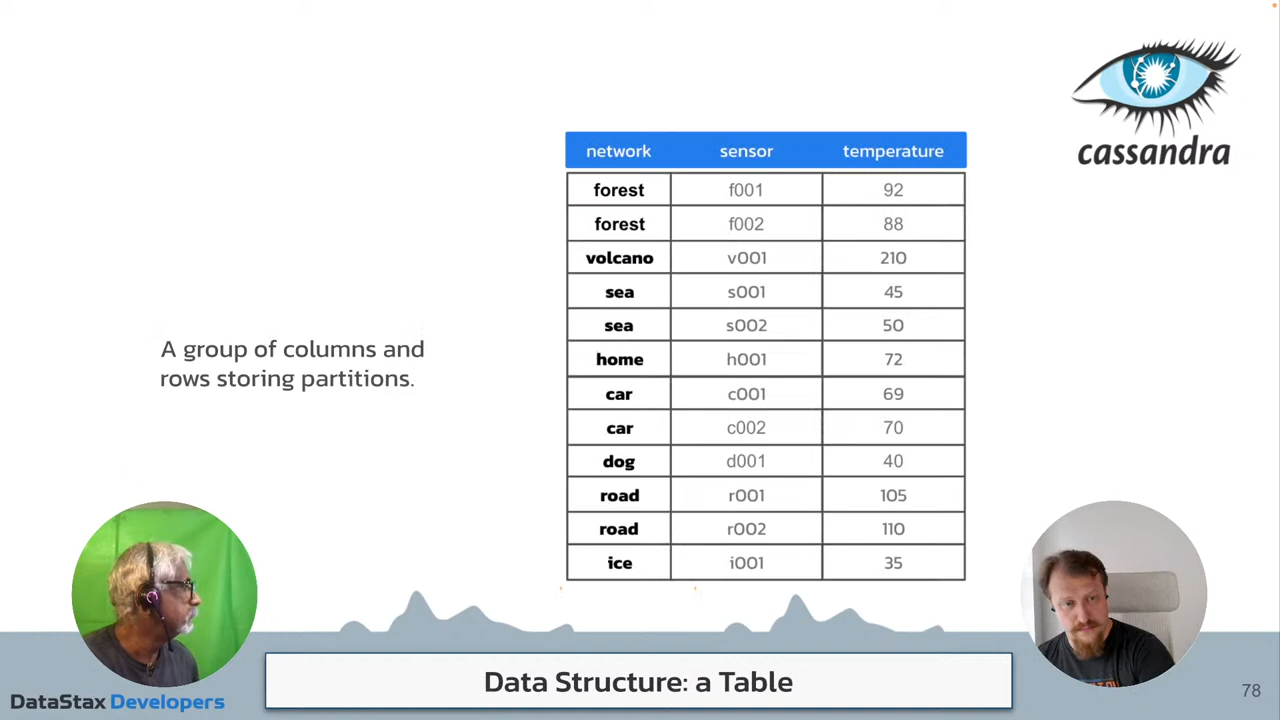 cassandra
network sensor temperature
forest f001 92
forest f002 88
volcano v001 210
sea s001 45
sea s002 50
home h001 72
car c001 69
car c002 70
dog d001 40
road r001 105
road r002 110
ice i001 35
A group of columns and
rows storing partitions.
Data Structure: a Table
DataStax Developers
78